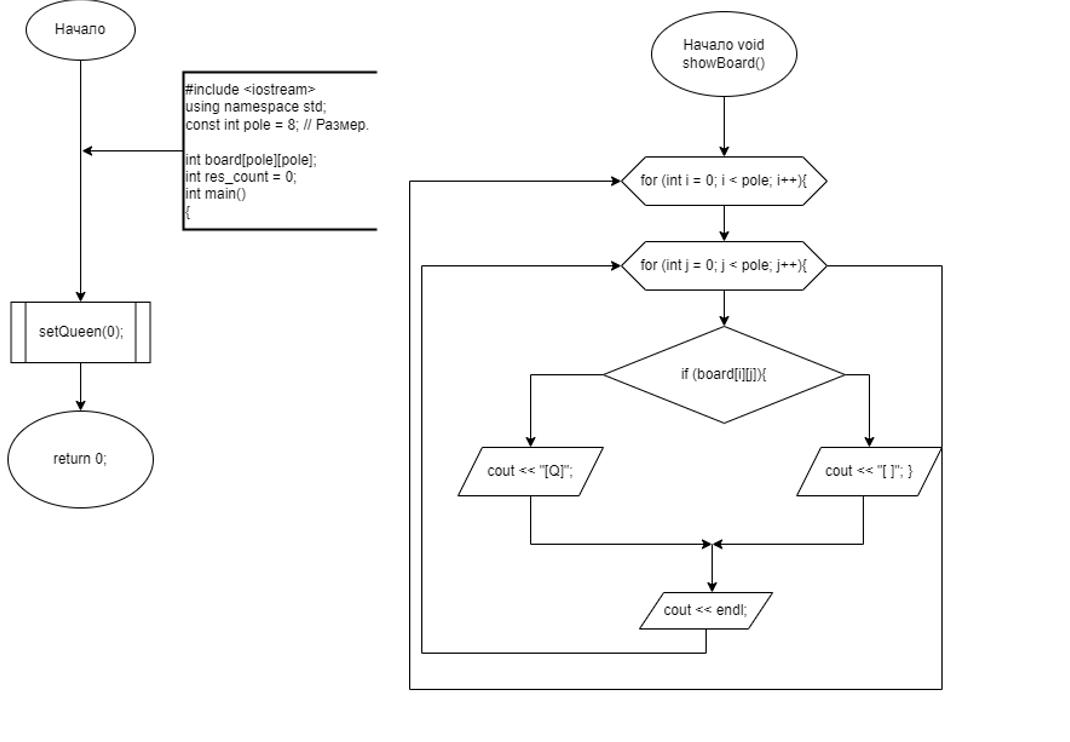 Начало
#include <iostream>
using namespace std;
const int pole = 8; // Размер.
int board[pole][pole];
int res_count = 0;
int main()
{
setQueen(0);
return 0;
Начало void
showBoard()
for (int i = 0; i < pole; i++){
for (int j = 0; j < pole; j++){
if (board[i][j]){
cout << "[Q]";
cout << "[ ]"; }
cout << endl;